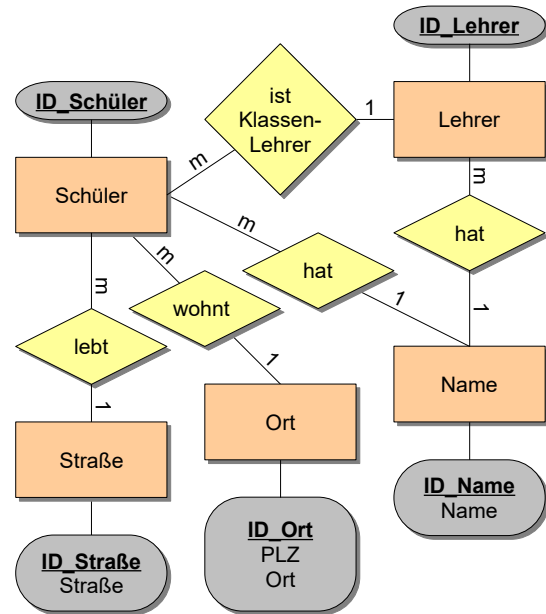 ID_Lehrer
ID_Schüler
ist
Klassen-
Lehrer
1
Lehrer
m
m
Schüler
m
hat
m
m
hat
wohnt
1
1
lebt
1
Name
1
Ort
Straße
ID_Name
Name
ID_Ort
PLZ
Ort
ID_Straße
Straße